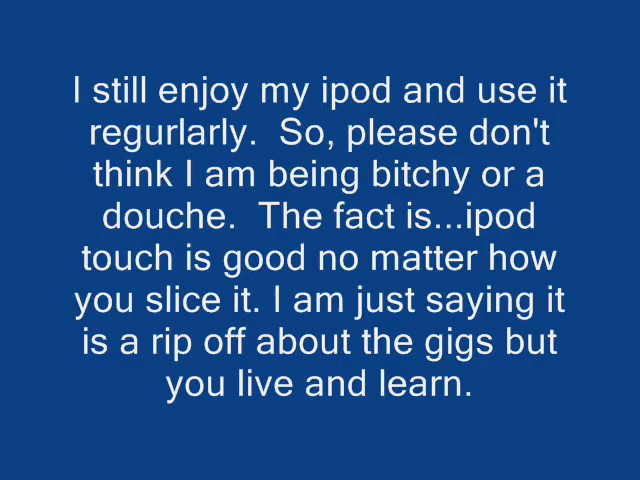 I still enjoy my ipod and use it
regurlarly.  So, please don't
think I am being bitchy or a
douche.  The fact is...ipod
touch is good no matter how
you slice it. I am just saying it
is a rip off about the gigs but
you live and learn.